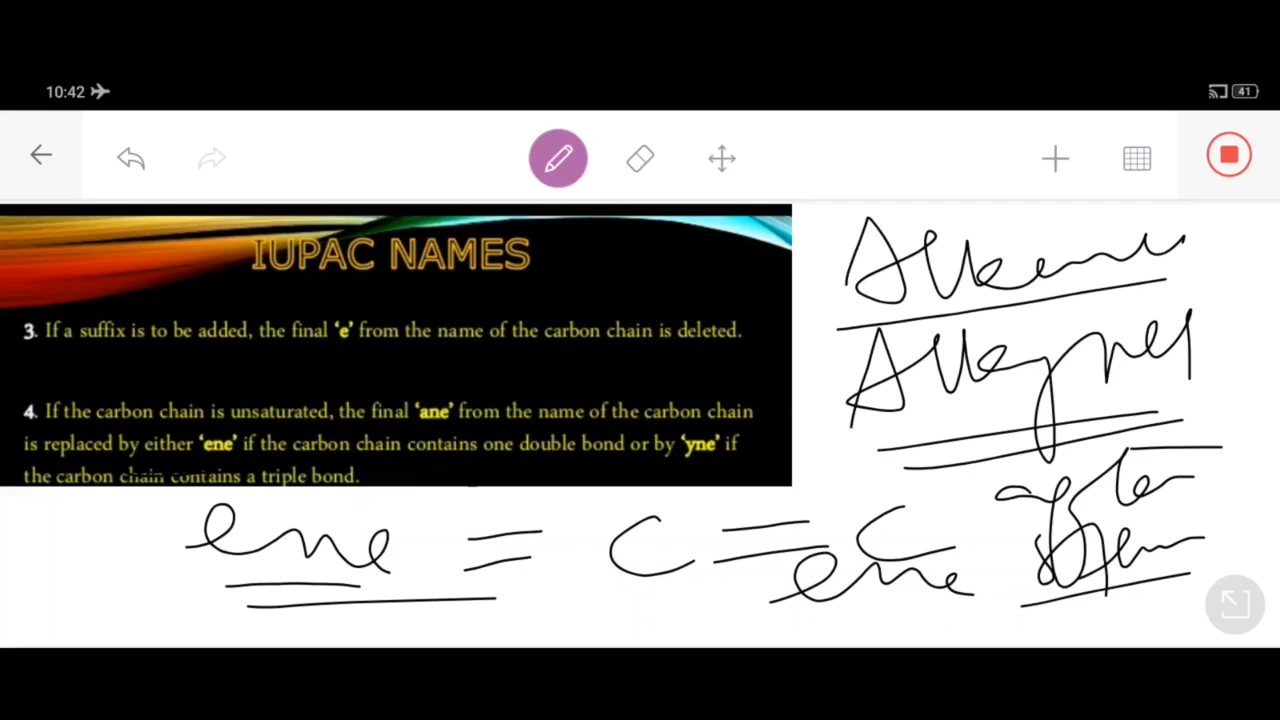 10:42
41
IUPAC NAMES
3. If a suffix is to be added, the final ‘e’ from the name of the carbon chain is deleted.
4. If the carbon chain is unsaturated, the final ‘ane’ from the name of the carbon chain
is replaced by either ‘ene’ if the carbon chain contains one double bond or by ‘yne’ if
the carbon chain contains a triple bond.
ene = C = C
ene